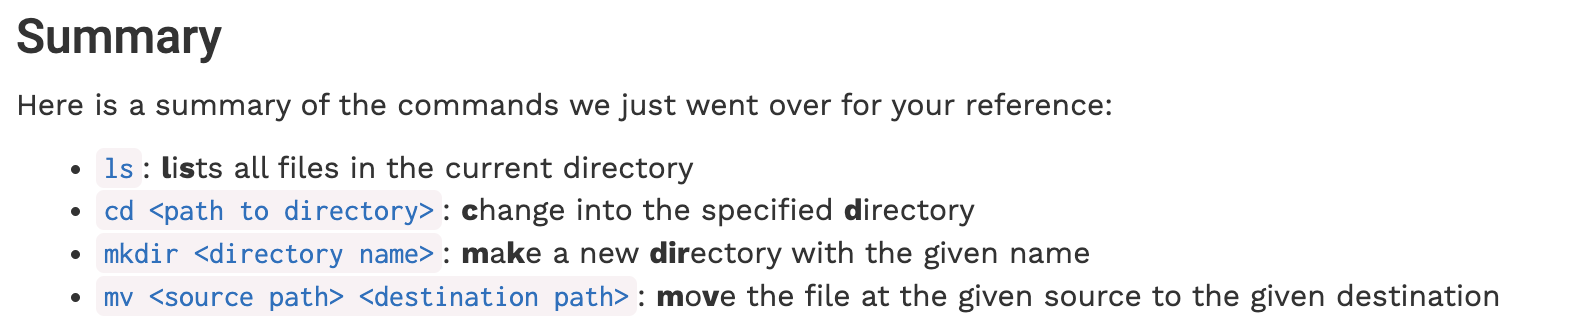 Summary
Here is a summary of the commands we just went over for your reference:
• ls: lists all files in the current directory
• cd <path to directory>: change into the specified directory
• mkdir <directory name>: make a new directory with the given name
• mv <source path> <destination path>: move the file at the given source to the given destination